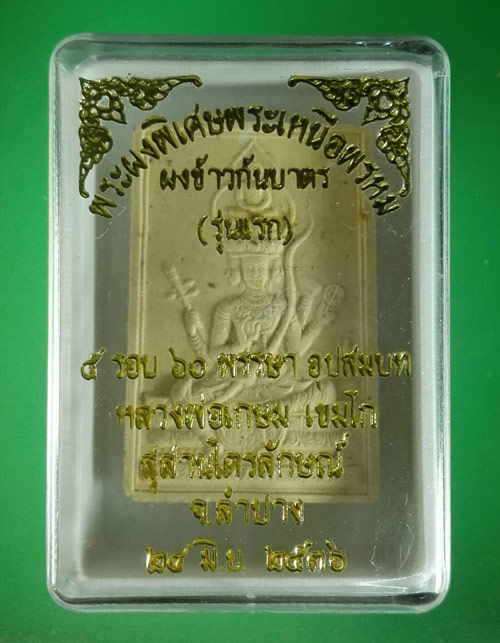 พระผงพิเศษพระเหนือพรหม
ผงข้าวก้นบาตร
(รุ่นแรก)
๕ รอบ ๖๐ พรรษา อุปสมบท
หลวงพ่อเกษม เขมโก
สุสานไตรลักษณ์
จ.ลำปาง
๒๘ มิ.ย. ๒๕๓๖